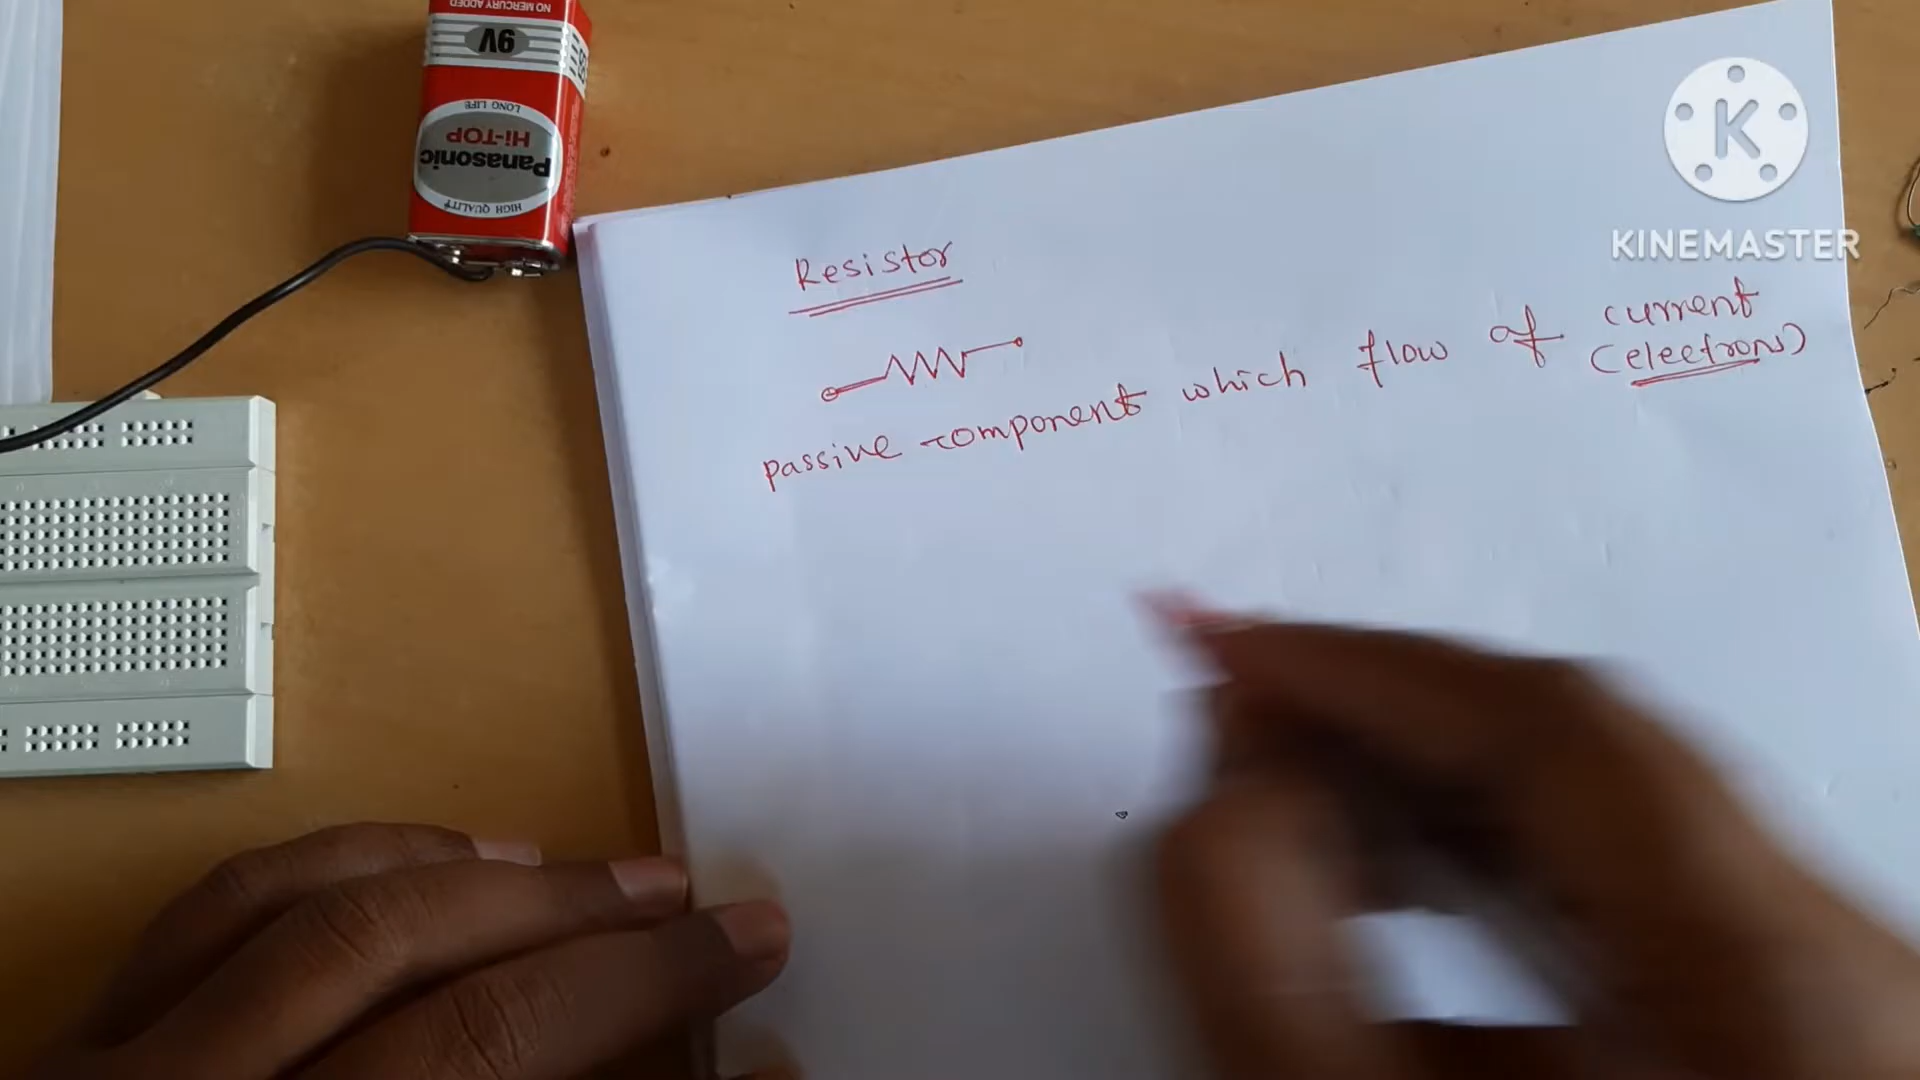 NO MERCURY ADDED
9V
LONG LIFE
Hi-TOP
Panasonic
HIGH QUALITY
K
KINEMASTER
Resistor
passive component which flow of current
(electrons)